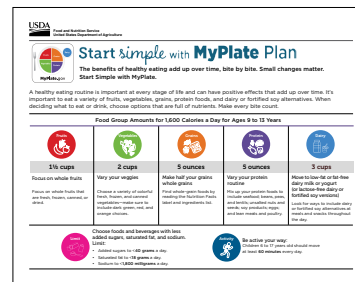 USDA
Food and Nutrition Service
United States Department of Agriculture
MyPlate.gov
Start simple with MyPlate Plan
The benefits of healthy eating add up over time, bite by bite. Small changes matter.
Start Simple with MyPlate.
A healthy eating routine is important at every stage of life and can have positive effects that add up over time. It's
important to eat a variety of fruits, vegetables, grains, protein foods, and dairy or fortified soy alternatives. When
deciding what to eat or drink, choose options that are full of nutrients. Make every bite count.
Food Group Amounts for 1,600 Calories a Day for Ages 9 to 13 Years
Fruits
Vegetables
Grains
Protein
Dairy
1½ cups
2 cups
5 ounces
5 ounces
3 cups
Focus on whole fruits
Focus on whole fruits that
are fresh, frozen, canned, or
dried.
Vary your veggies
Choose a variety of colorful
fresh, frozen, and canned
vegetables—make sure to
include dark green, red, and
orange choices.
Make half your grains
whole grains
Find whole-grain foods by
reading the Nutrition Facts
label and ingredients list.
Vary your protein
routine
Mix up your protein foods to
include seafood; beans, peas,
and lentils; unsalted nuts and
seeds; soy products; eggs;
and lean meats and poultry.
Move to low-fat or fat-free
dairy milk or yogurt
(or lactose-free dairy or
fortified soy versions)
Look for ways to include dairy
or fortified soy alternatives at
meals and snacks throughout
the day.
Limit
Choose foods and beverages with less
added sugars, saturated fat, and sodium.
Limit:
• Added sugars to <40 grams a day.
• Saturated fat to <18 grams a day.
• Sodium to <1,800 milligrams a day.
Activity
Be active your way:
Children 6 to 17 years old should move
at least 60 minutes every day.